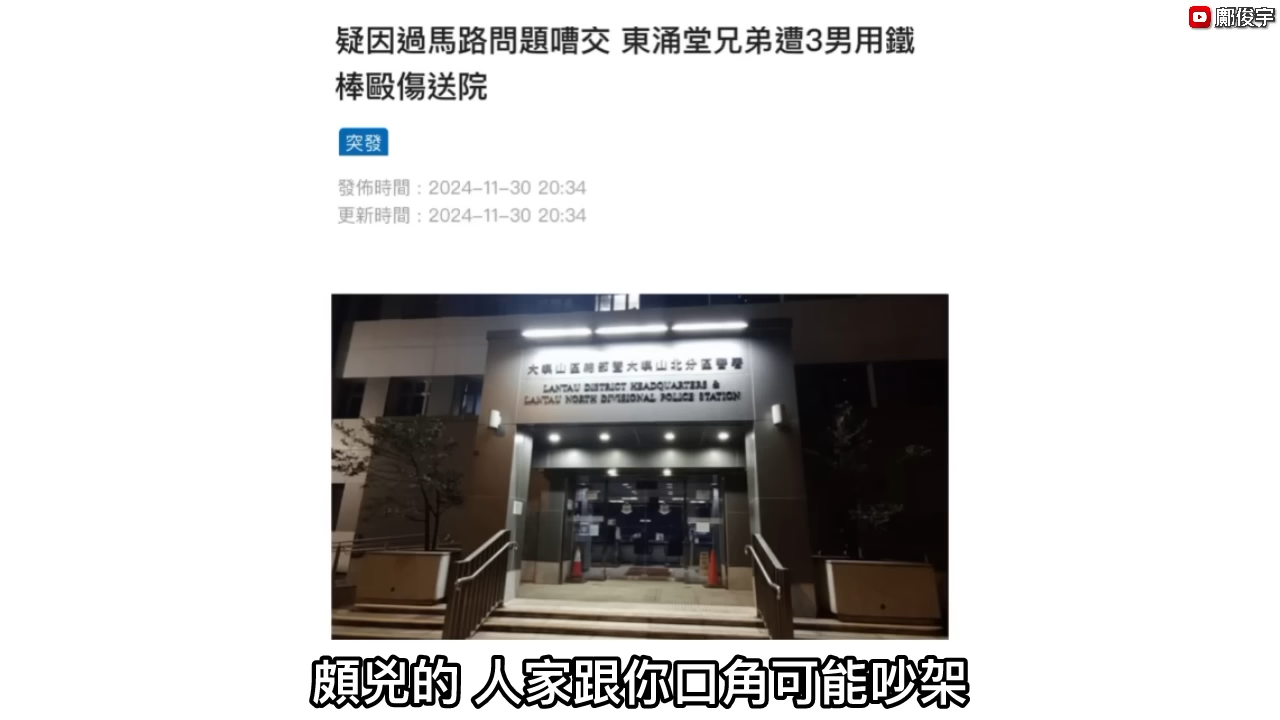 鄺俊宇
疑因過馬路問題嘈交 東涌堂兄弟遭3男用鐵
棒毆傷送院
突發
發佈時間：2024-11-30 20:34
更新時間：2024-11-30 20:34
大嶼山區總部暨大嶼山北分區警署
LANTAU DISTRICT HEADQUARTERS &
LANTAU NORTH DIVISIONAL POLICE STATION
頗兇的 人家跟你口角可能吵架